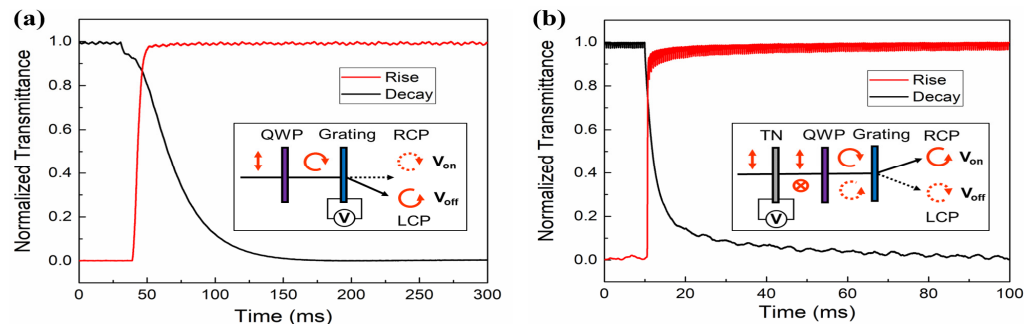 (a)
Normalized Transmittance
1.0
0.8
0.6
0.4
0.2
0.0
Rise
Decay
QWP Grating RCP
V on
V
V off
LCP
0 50 100 150 200 250 300
Time (ms)
(b)
Normalized Transmittance
1.0
0.8
0.6
0.4
0.2
0.0
Rise
Decay
TN QWP Grating RCP
V on
V
V off
LCP
0 20 40 60 80 100
Time (ms)